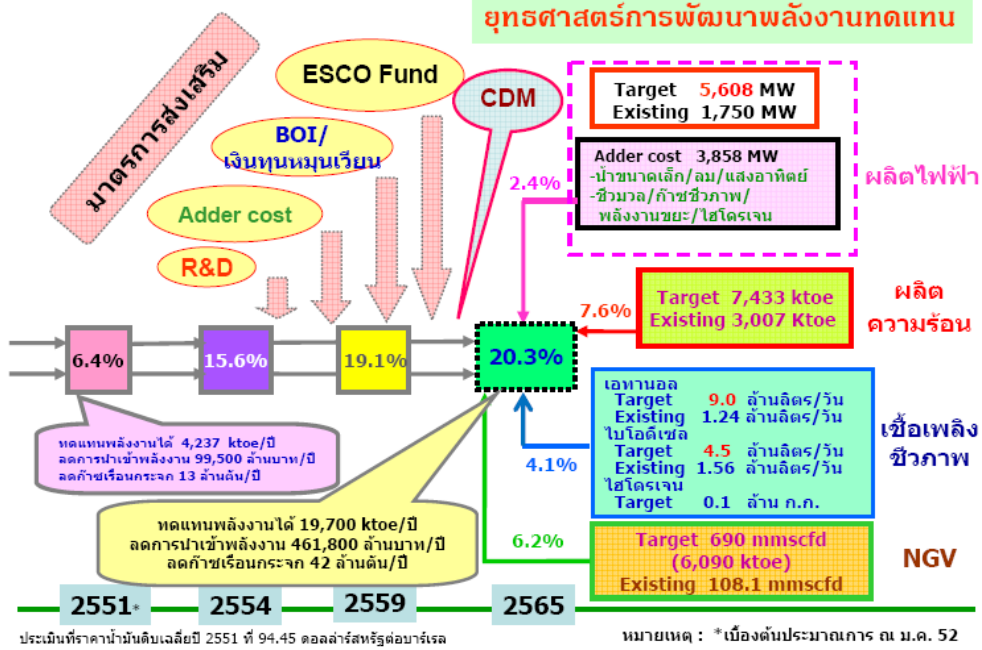 ยุทธศาสตร์การพัฒนาพลังงานทดแทน
มาตรการส่งเสริม
ESCO Fund
BOI/
เงินทุนหมุนเวียน
Adder cost
R&D
CDM
Target 5,608 MW
Existing 1,750 MW
Adder cost 3,858 MW
-น้ำขนาดเล็ก/ลม/แสงอาทิตย์
-ชีวมวล/ก๊าซชีวภาพ/
พลังงานขยะ/ไฮโดรเจน
ผลิตไฟฟ้า
2.4%
Target 7,433 ktoe
Existing 3,007 Ktoe
ผลิต
ความร้อน
7.6%
6.4%
15.6%
19.1%
20.3%
เอทานอล
Target 9.0 ล้านลิตร/วัน
Existing 1.24 ล้านลิตร/วัน
ไบโอดีเซล
Target 4.5 ล้านลิตร/วัน
Existing 1.56 ล้านลิตร/วัน
ไฮโดรเจน
Target 0.1 ล้าน ก.ก.
เชื้อเพลิง
ชีวภาพ
4.1%
ทดแทนพลังงานได้ 4,237 ktoe/ปี
ลดการนำเข้าพลังงาน 99,500 ล้านบาท/ปี
ลดก๊าซเรือนกระจก 13 ล้านตัน/ปี
ทดแทนพลังงานได้ 19,700 ktoe/ปี
ลดการนำเข้าพลังงาน 461,800 ล้านบาท/ปี
ลดก๊าซเรือนกระจก 42 ล้านตัน/ปี
6.2%
Target 690 mmscfd
(6,090 ktoe)
Existing 108.1 mmscfd
NGV
2551*
2554
2559
2565
ประเมินที่ราคาน้ำมันดิบเฉลี่ยปี 2551 ที่ 94.45 ดอลล่าร์สหรัฐต่อบาร์เรล
หมายเหตุ : *เบื้องต้นประมาณการ ณ ม.ค. 52